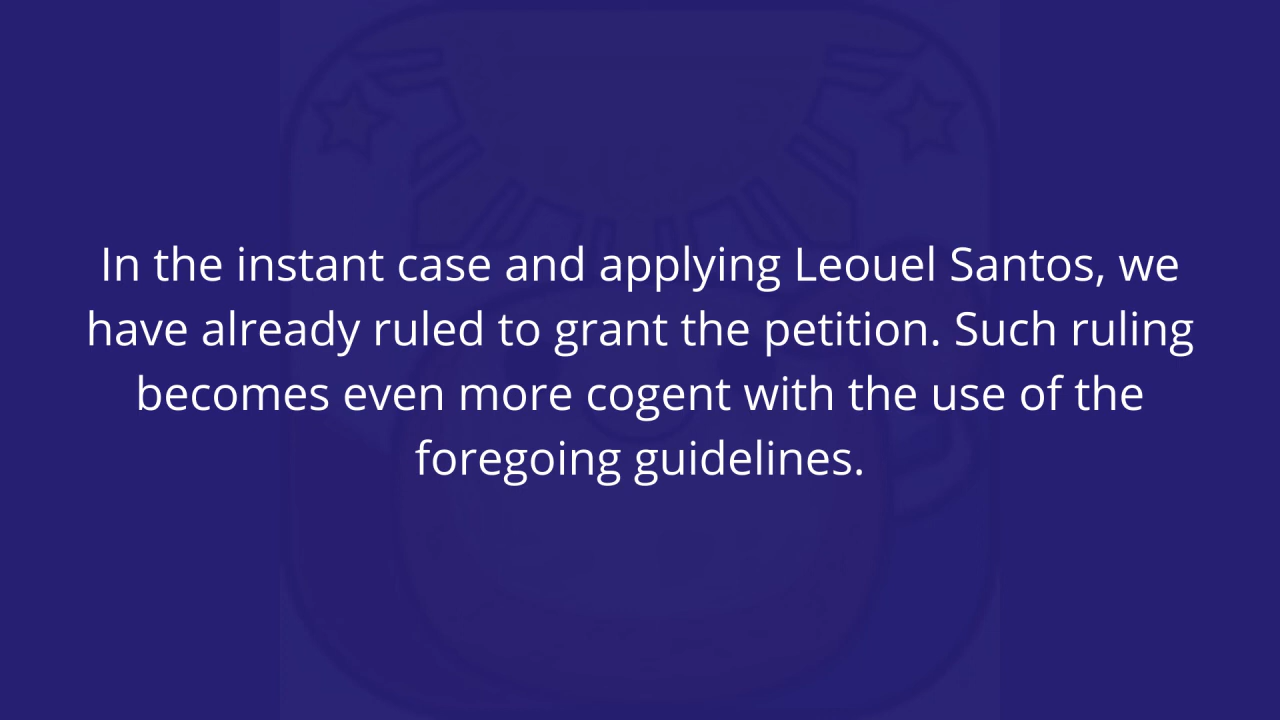 In the instant case and applying Leouel Santos, we
have already ruled to grant the petition. Such ruling
becomes even more cogent with the use of the
foregoing guidelines.